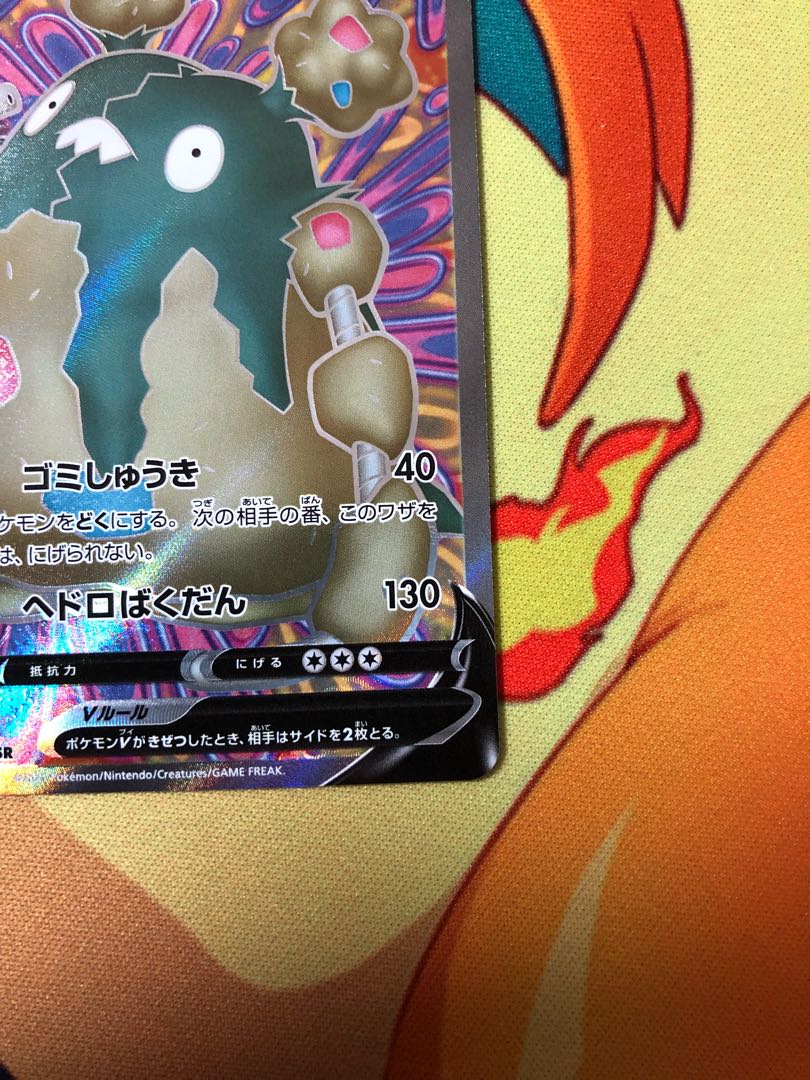 ゴミしゅうき 40
ケモンをどくにする。次の相手の番、このワザを
は、にげられない。
ヘドロばくだん 130
抵抗力 にげる
Vルール
ポケモンVがきぜつしたとき、相手はサイドを2枚とる。
SR
Pokémon/Nintendo/Creatures/GAME FREAK.